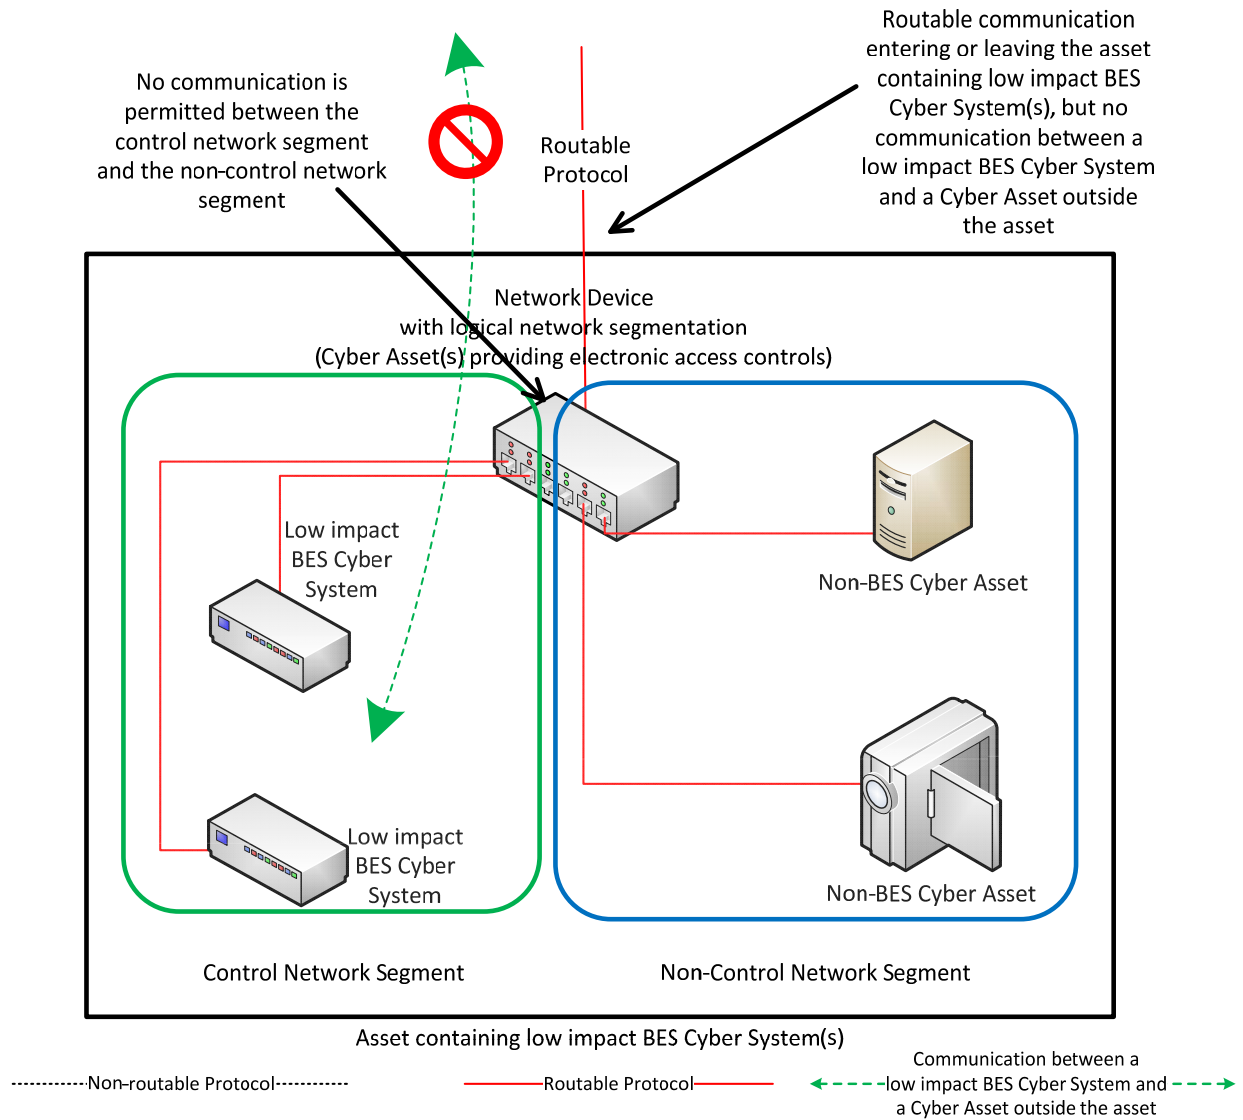 No communication is
permitted between the
control network segment
and the non-control network
segment
Routable
Protocol
Routable communication
entering or leaving the asset
containing low impact BES
Cyber System(s), but no
communication between a
low impact BES Cyber System
and a Cyber Asset outside
the asset
Network Device
with logical network segmentation
(Cyber Asset(s) providing electronic access controls)
Low impact
BES Cyber
System
Non-BES Cyber Asset
Low impact
BES Cyber
System
Non-BES Cyber Asset
Control Network Segment
Non-Control Network Segment
Asset containing low impact BES Cyber System(s)
Non-routable Protocol
Routable Protocol
Communication between a
low impact BES Cyber System and
a Cyber Asset outside the asset